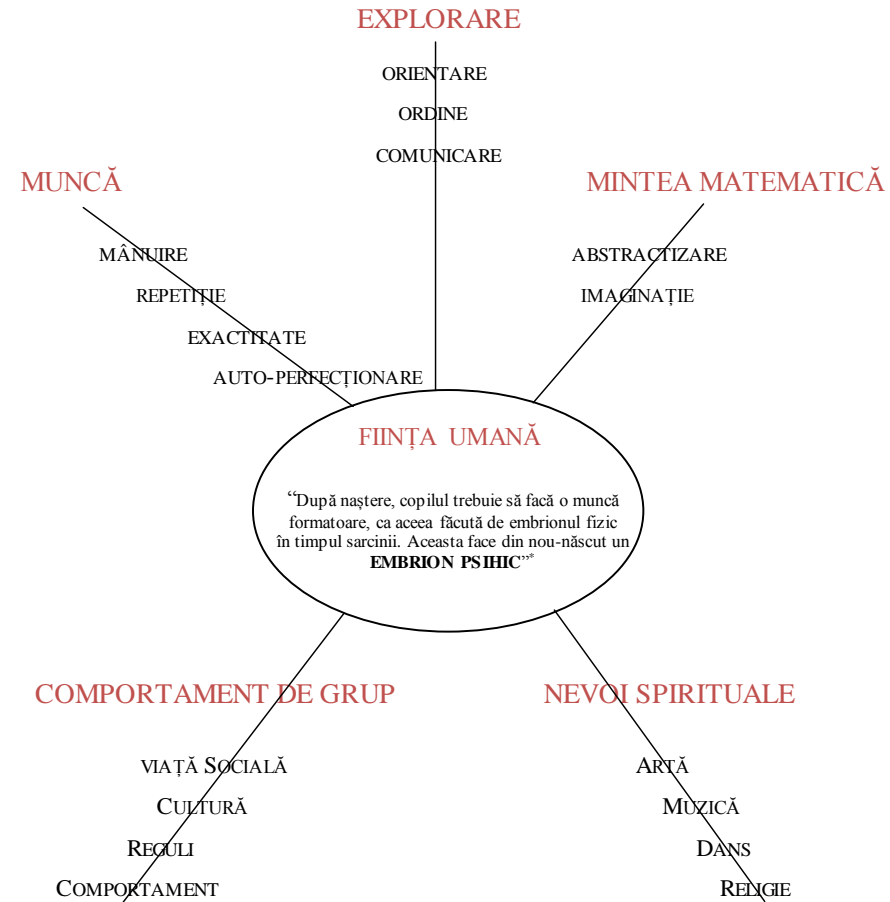 EXPLORARE
ORIENTARE
ORDINE
COMUNICARE
MUNCĂ
MÂNUIRE
REPETIȚIE
EXACTITATE
AUTO-PERFECȚIONARE
MINTEA MATEMATICĂ
ABSTRACTIZARE
IMAGINAȚIE
FIINȚA UMANĂ
“După naștere, copilul trebuie să facă o muncă
formatoare, ca aceea făcută de embrionul fizic
în timpul sarcinii. Aceasta face din nou-născut un
EMBRION PSIHIC”*
COMPORTAMENT DE GRUP
VIAȚĂ SOCIALĂ
CULTURĂ
REGULI
COMPORTAMENT
NEVOI SPIRITUALE
ARTĂ
MUZICĂ
DANS
RELIGIE